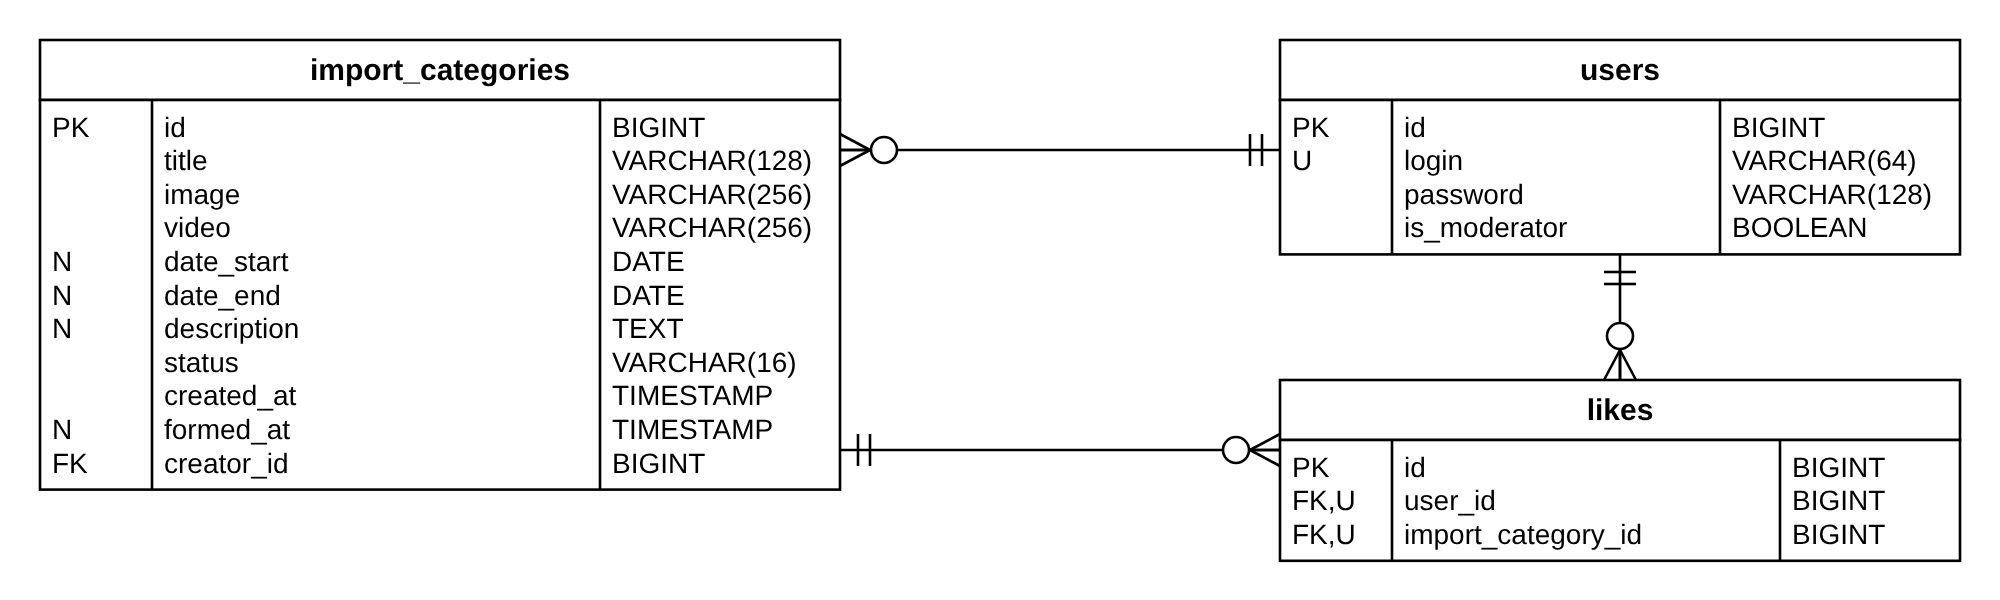 import_categories
PK id BIGINT
title VARCHAR(128)
image VARCHAR(256)
video VARCHAR(256)
N date_start DATE
N date_end DATE
N description TEXT
status VARCHAR(16)
created_at TIMESTAMP
N formed_at TIMESTAMP
FK creator_id BIGINT
users
PK id BIGINT
U login VARCHAR(64)
password VARCHAR(128)
is_moderator BOOLEAN
likes
PK id BIGINT
FK,U user_id BIGINT
FK,U import_category_id BIGINT